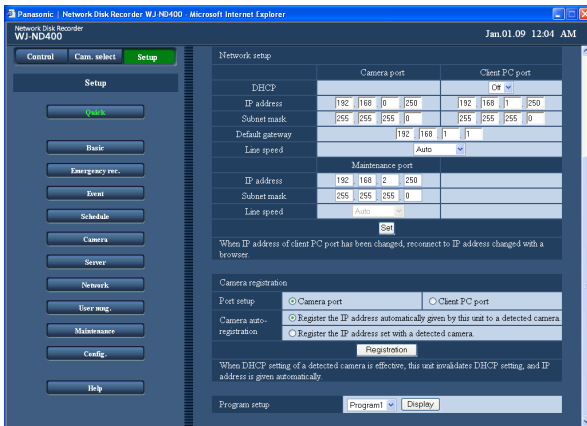 Panasonic | Network Disk Recorder WJ-ND400 - Microsoft Internet Explorer
Network Disk Recorder
WJ-ND400
Jan.01.09 12:04 AM
Control Cam. select Setup
Setup
Quick
Basic
Emergency rec.
Event
Schedule
Camera
Server
Network
User mng.
Maintenance
Config.
Help
Network setup
Camera port Client PC port
DHCP Off
IP address 192 .168 .0 .250 192 .168 .1 .250
Subnet mask 255 .255 .255 .0 255 .255 .255 .0
Default gateway 192 .168 .1 .1
Line speed Auto
Maintenance port
IP address 192 .168 .2 .250
Subnet mask 255 .255 .255 .0
Line speed Auto
Set
When IP address of client PC port has been changed, reconnect to IP address changed with a
browser.
Camera registration
Port setup Camera port Client PC port
Camera auto-
registration
Register the IP address automatically given by this unit to a detected camera.
Register the IP address set with a detected camera.
Registration
When DHCP setting of a detected camera is effective, this unit invalidates DHCP setting, and IP
address is given automatically.
Program setup Program1 Display